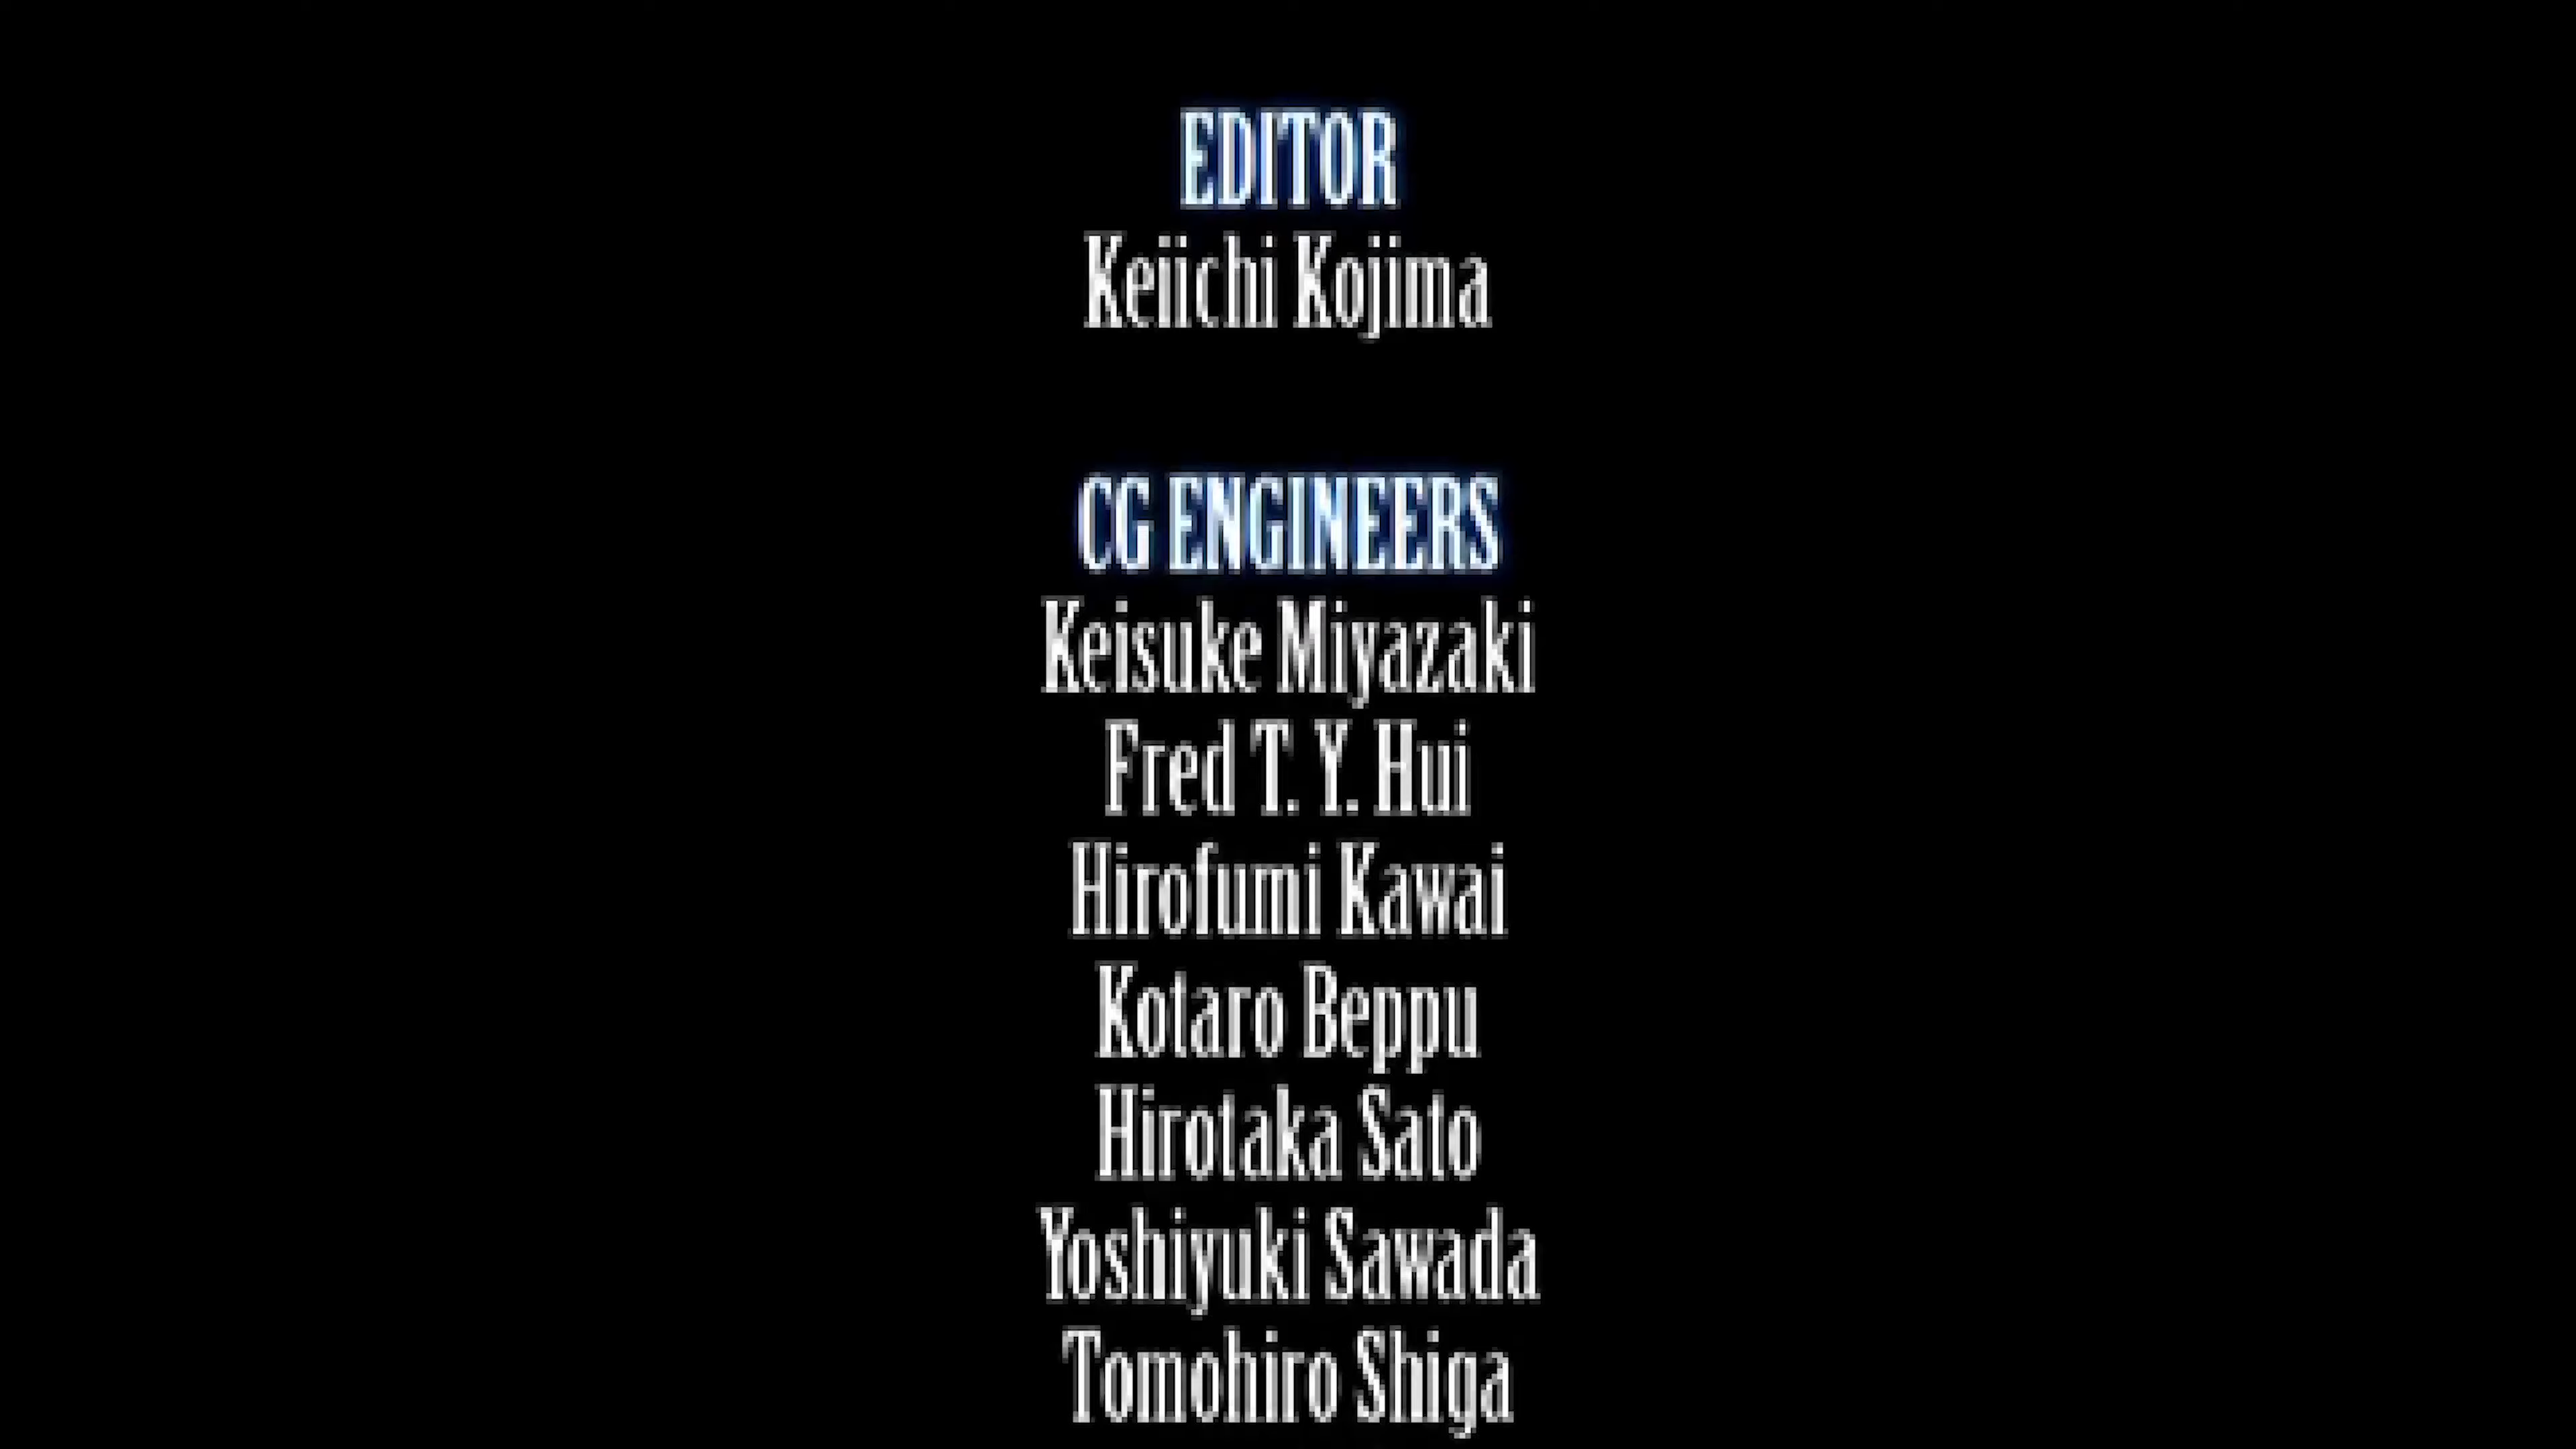 EDITOR
Keiichi Kojima
CG ENGINEERS
Keisuke Miyazaki
Fred T. Y. Hui
Hirofumi Kawai
Kotaro Beppu
Hirotaka Sato
Yoshiyuki Sawada
Tomohiro Shiga